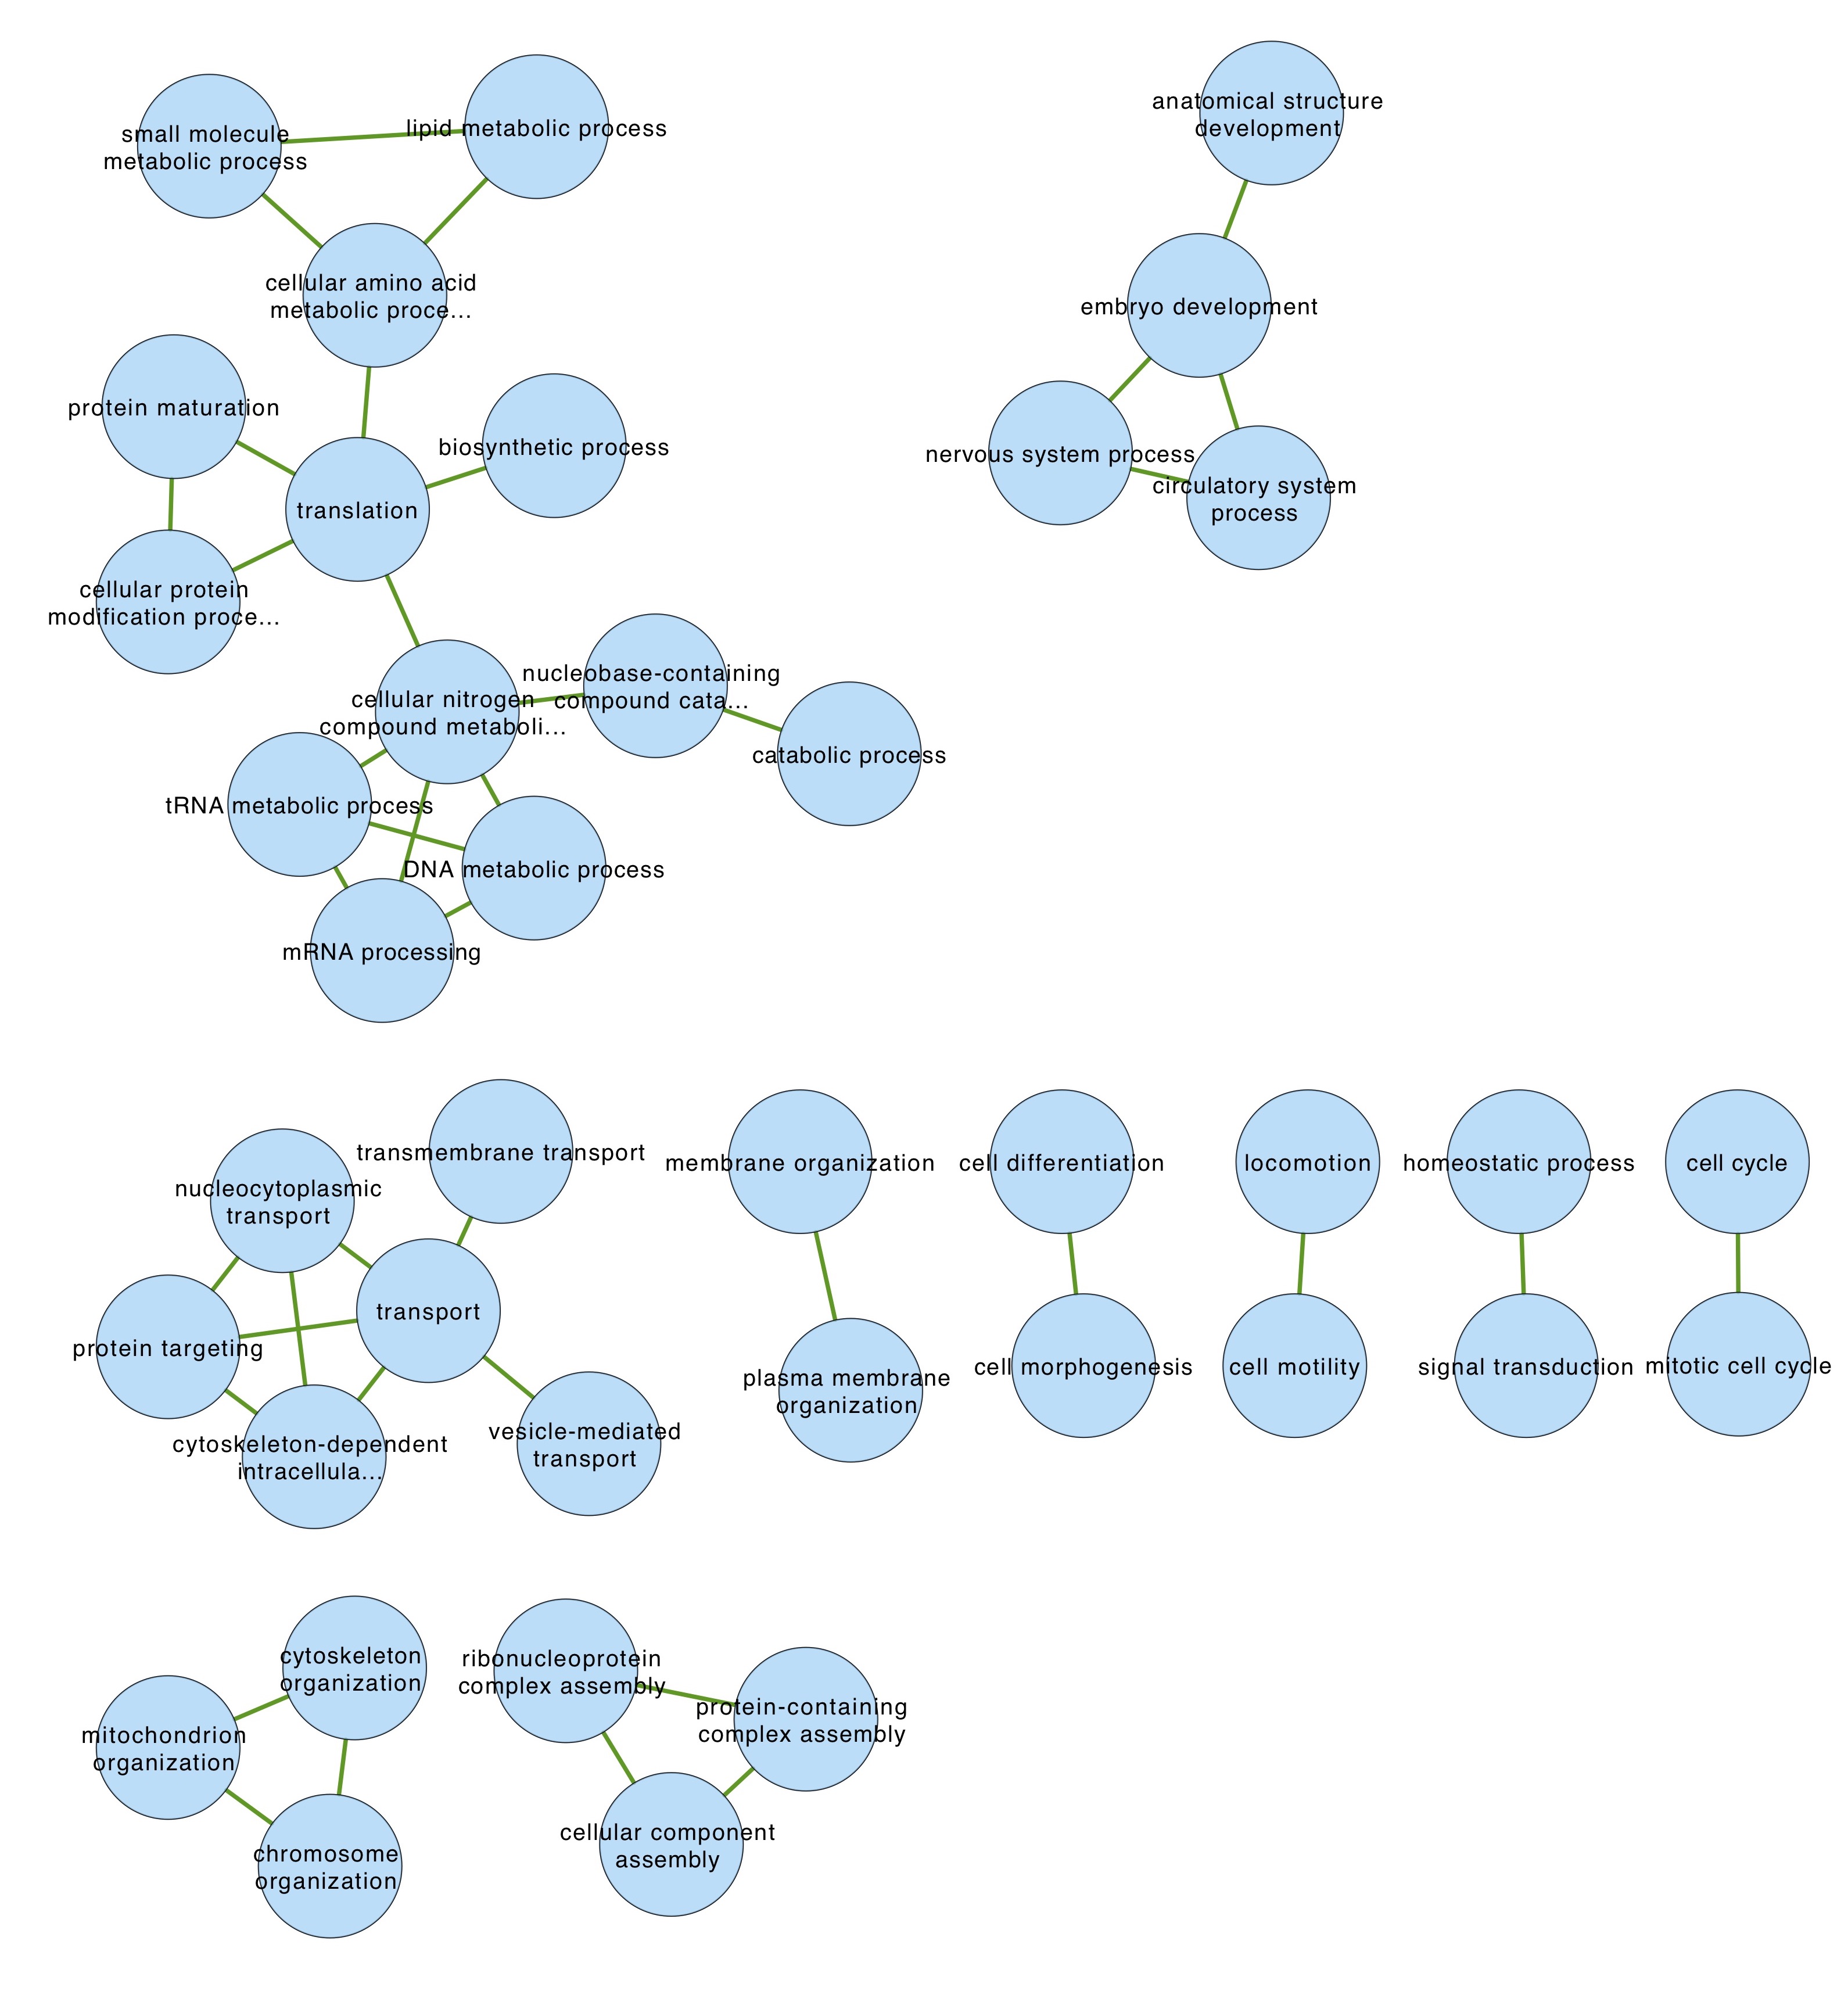 anatomical structure
development
lipid metabolic process
small molecule
metabolic process
cellular amino acid
metabolic proce...
embryo development
protein maturation
biosynthetic process
nervous system process
circulatory system
process
translation
cellular protein
modification proce...
nucleobase-containing
compound cata...
cellular nitrogen
compound metaboli...
catabolic process
tRNA metabolic process
DNA metabolic process
mRNA processing
transmembrane transport
nucleocytoplasmic
transport
membrane organization
cell differentiation
locomotion
homeostatic process
cell cycle
transport
protein targeting
plasma membrane
organization
cell morphogenesis
cell motility
signal transduction
mitotic cell cycle
cytoskeleton-dependent
intracellula...
vesicle-mediated
transport
cytoskeleton
organization
ribonucleoprotein
complex assembly
protein-containing
complex assembly
mitochondrion
organization
cellular component
assembly
chromosome
organization